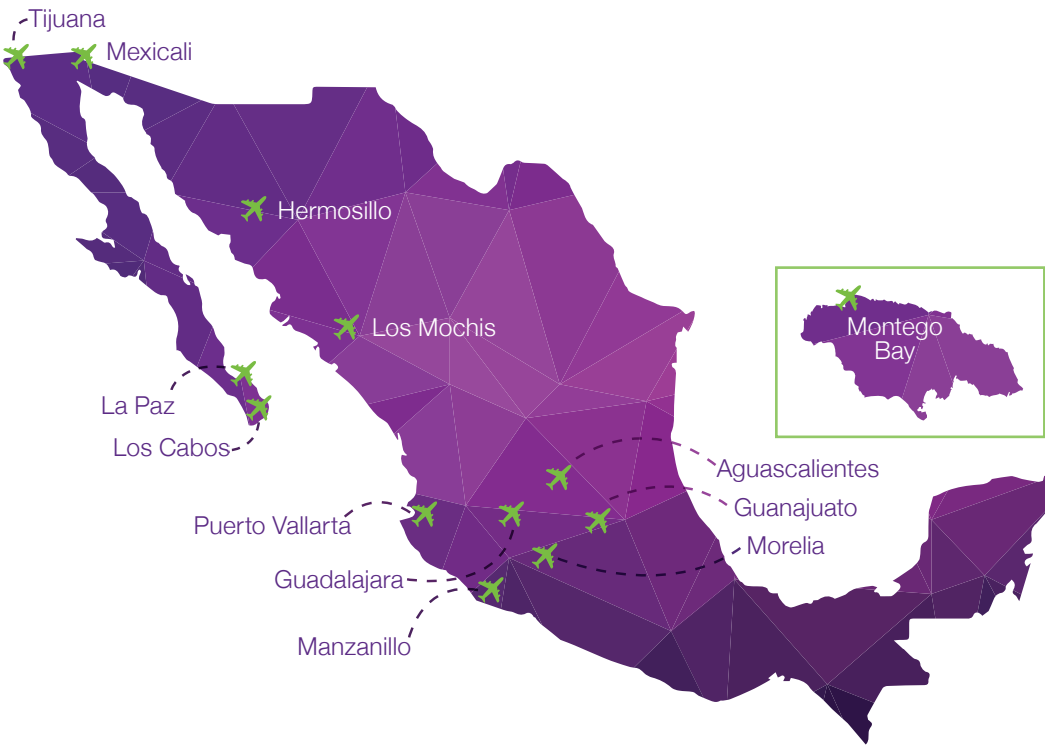 Tijuana
Mexicali
Hermosillo
Los Mochis
Montego
Bay
La Paz
Los Cabos
Aguascalientes
Guanajuato
Puerto Vallarta
Morelia
Guadalajara
Manzanillo